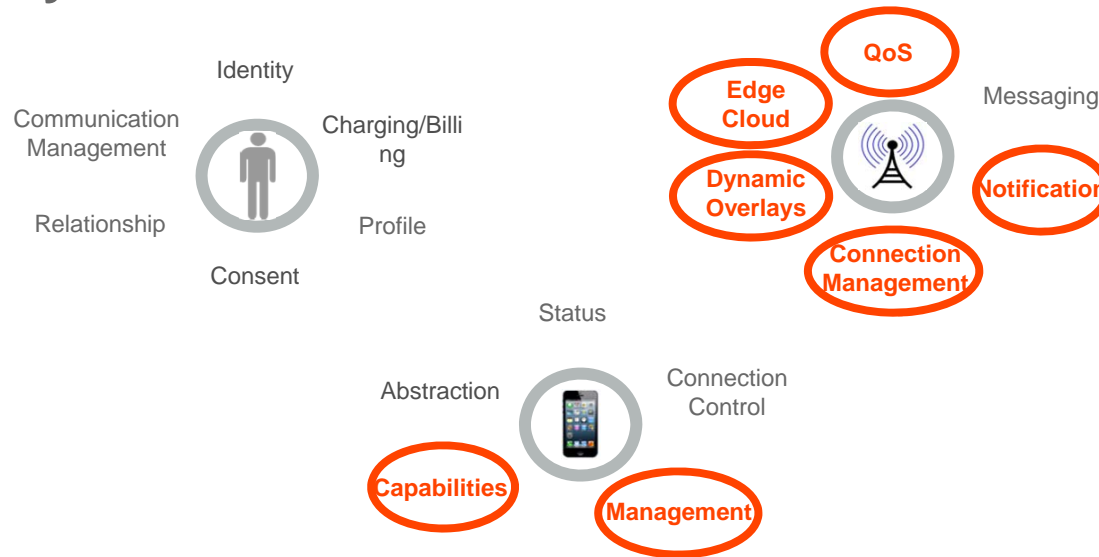 Identity
Communication
Management
Charging/Billi
ng
Relationship
Profile
Consent
QoS
Edge
Cloud
Messaging
Dynamic
Overlays
Notification
Connection
Management
Status
Abstraction
Connection
Control
Capabilities
Management